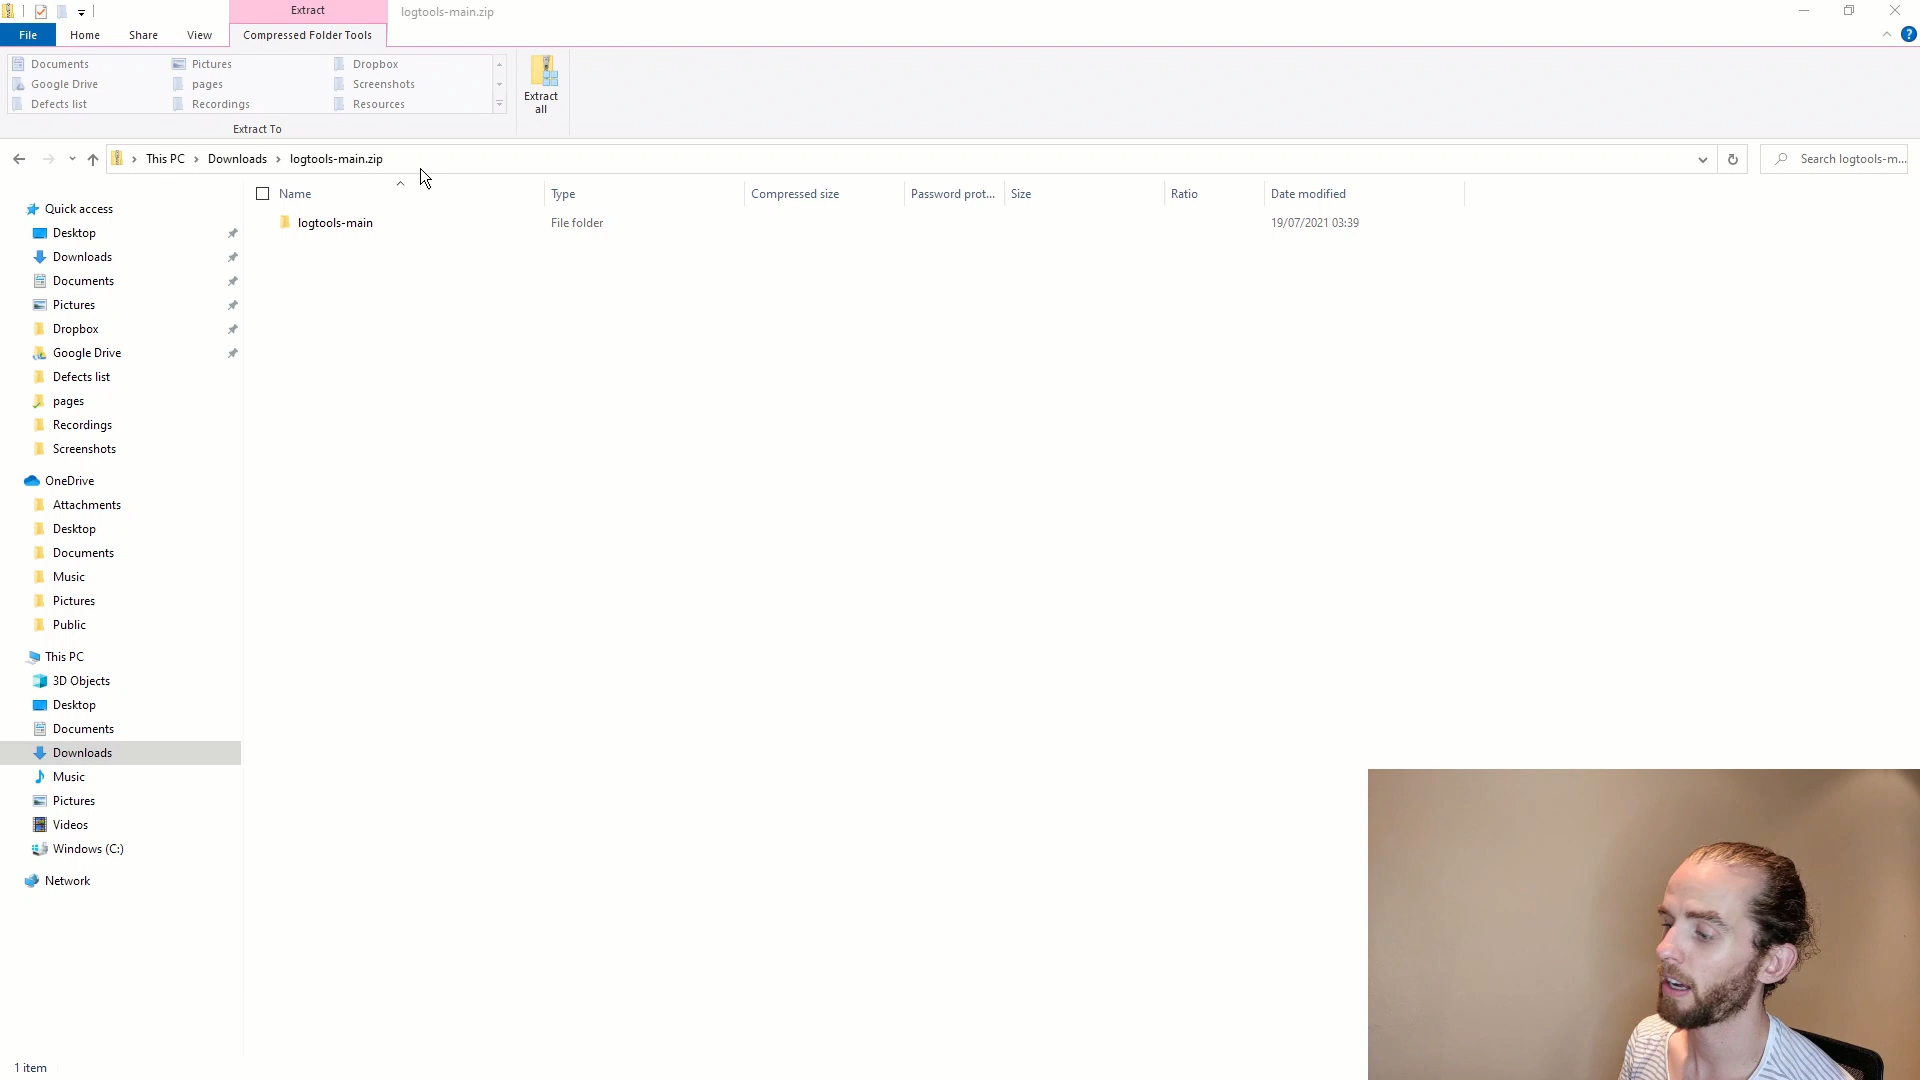 Extract
logtools-main.zip
File
Home
Share
View
Compressed Folder Tools
Documents
Pictures
Dropbox
Google Drive
pages
Screenshots
Defects list
Recordings
Resources
Extract all
Extract To
This PC
Downloads
logtools-main.zip
Search logtools-m...
Name
Type
Compressed size
Password prot...
Size
Ratio
Date modified
logtools-main
File folder
19/07/2021 03:39
Quick access
Desktop
Downloads
Documents
Pictures
Dropbox
Google Drive
Defects list
pages
Recordings
Screenshots
OneDrive
Attachments
Desktop
Documents
Music
Pictures
Public
This PC
3D Objects
Desktop
Documents
Downloads
Music
Pictures
Videos
Windows (C:)
Network
1 item